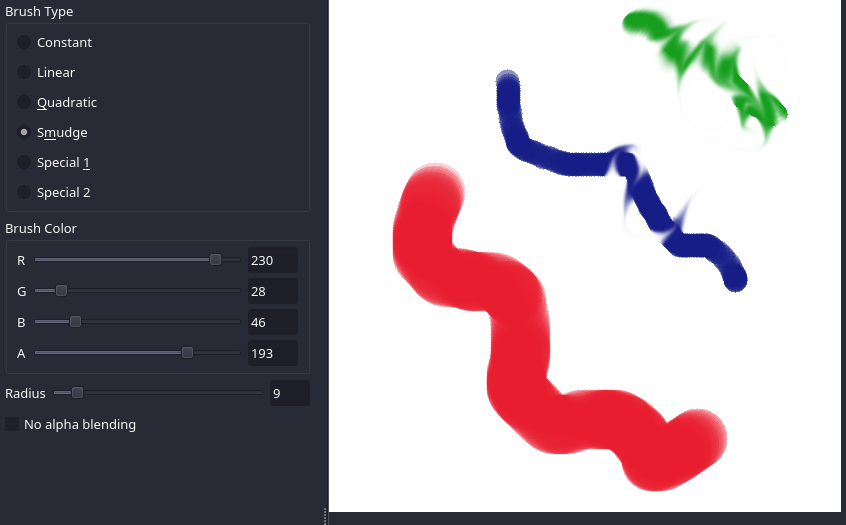 Brush Type
Constant
Linear
Quadratic
Smudge
Special 1
Special 2
Brush Color
R 230
G 28
B 46
A 193
Radius 9
No alpha blending